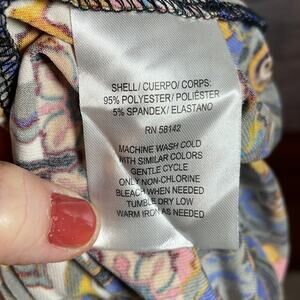 SHELL/ CUERPO/ CORPS:
95% POLYESTER/ POLIÉSTER
5% SPANDEX/ ELASTANO
RN 58142
MACHINE WASH COLD
WITH SIMILAR COLORS
GENTLE CYCLE
ONLY NON-CHLORINE
BLEACH WHEN NEEDED
TUMBLE DRY LOW
WARM IRON AS NEEDED